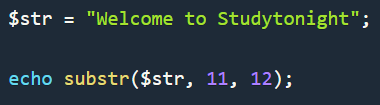 $str = "Welcome to Studytonight";
echo substr($str, 11, 12);